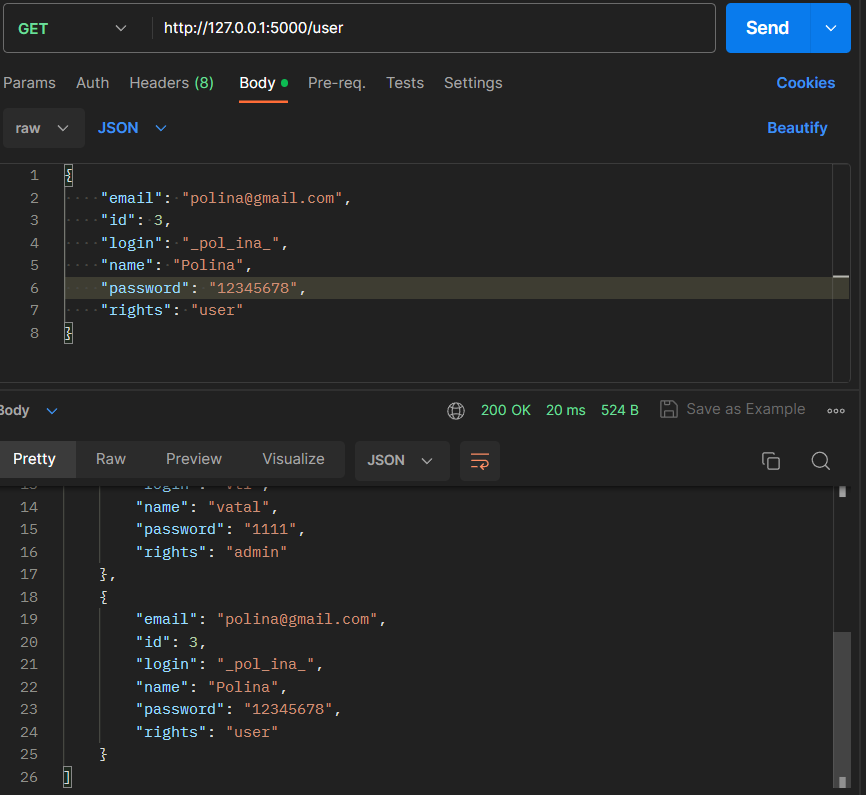 GET http://127.0.0.1:5000/user Send
Params Auth Headers (8) Body Pre-req. Tests Settings Cookies
raw JSON Beautify
1 {
2 "email": "polina@gmail.com",
3 "id": 3,
4 "login": "_pol_ina_",
5 "name": "Polina",
6 "password": "12345678",
7 "rights": "user"
8 }
Body 200 OK 20 ms 524 B Save as Example
Pretty Raw Preview Visualize JSON
14 "name": "vatal",
15 "password": "1111",
16 "rights": "admin"
17 },
18 {
19 "email": "polina@gmail.com",
20 "id": 3,
21 "login": "_pol_ina_",
22 "name": "Polina",
23 "password": "12345678",
24 "rights": "user"
25 }
26 ]